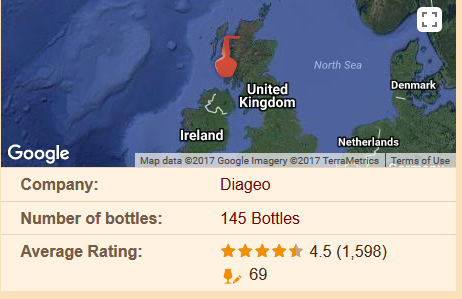 North Sea
Denmark
United
Kingdom
Ireland
Netherlands
Google
Map data ©2017 Google Imagery ©2017 TerraMetrics
Terms of Use
Company: Diageo
Number of bottles: 145 Bottles
Average Rating: 4.5 (1,598)
69